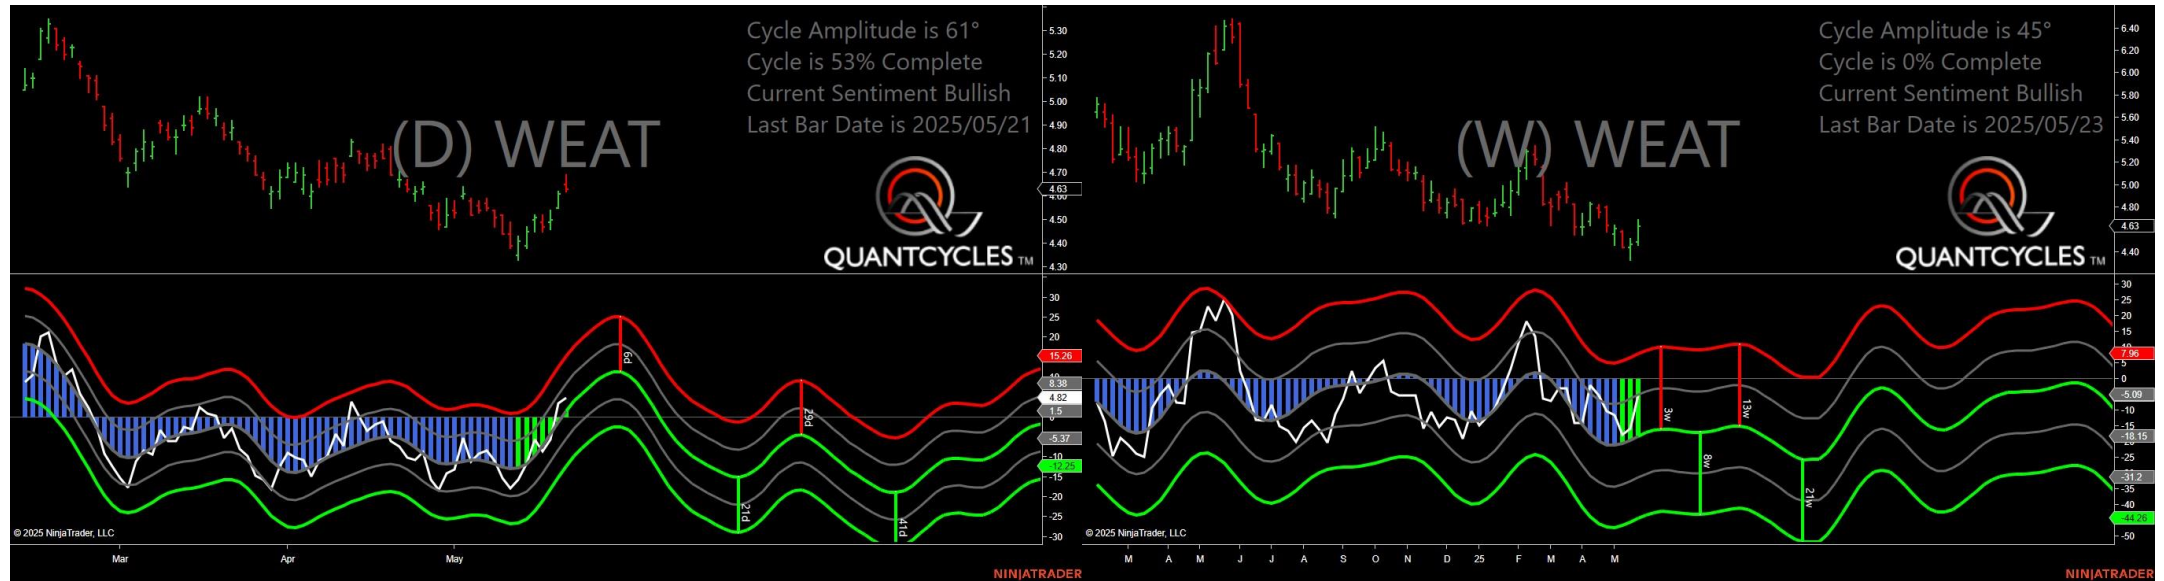 Cycle Amplitude is 61°
Cycle is 53% Complete
Current Sentiment Bullish
Last Bar Date is 2025/05/21
(D) WEAT
QUANTCYCLES TM
5.30
5.20
5.10
5.00
4.90
4.80
4.70
4.63
4.60
4.50
4.40
4.30
30
25
20
15.26
10
8.38
4.82
1.5
-5.37
-10
-12.25
-15
-20
-25
-30
6d
21d
29d
41d
© 2025 NinjaTrader, LLC
Mar Apr May
NINJATRADER
Cycle Amplitude is 45°
Cycle is 0% Complete
Current Sentiment Bullish
Last Bar Date is 2025/05/23
(W) WEAT
QUANTCYCLES TM
6.40
6.20
6.00
5.80
5.60
5.40
5.20
5.00
4.80
4.63
4.40
30
25
20
15
10
7.96
5
0
-5.09
-10
-15
-18.15
-25
-31.2
-35
-40
-44.26
-50
3w
8w
13w
21w
© 2025 NinjaTrader, LLC
M A M J J A S O N D 25 F M A M
NINJATRADER